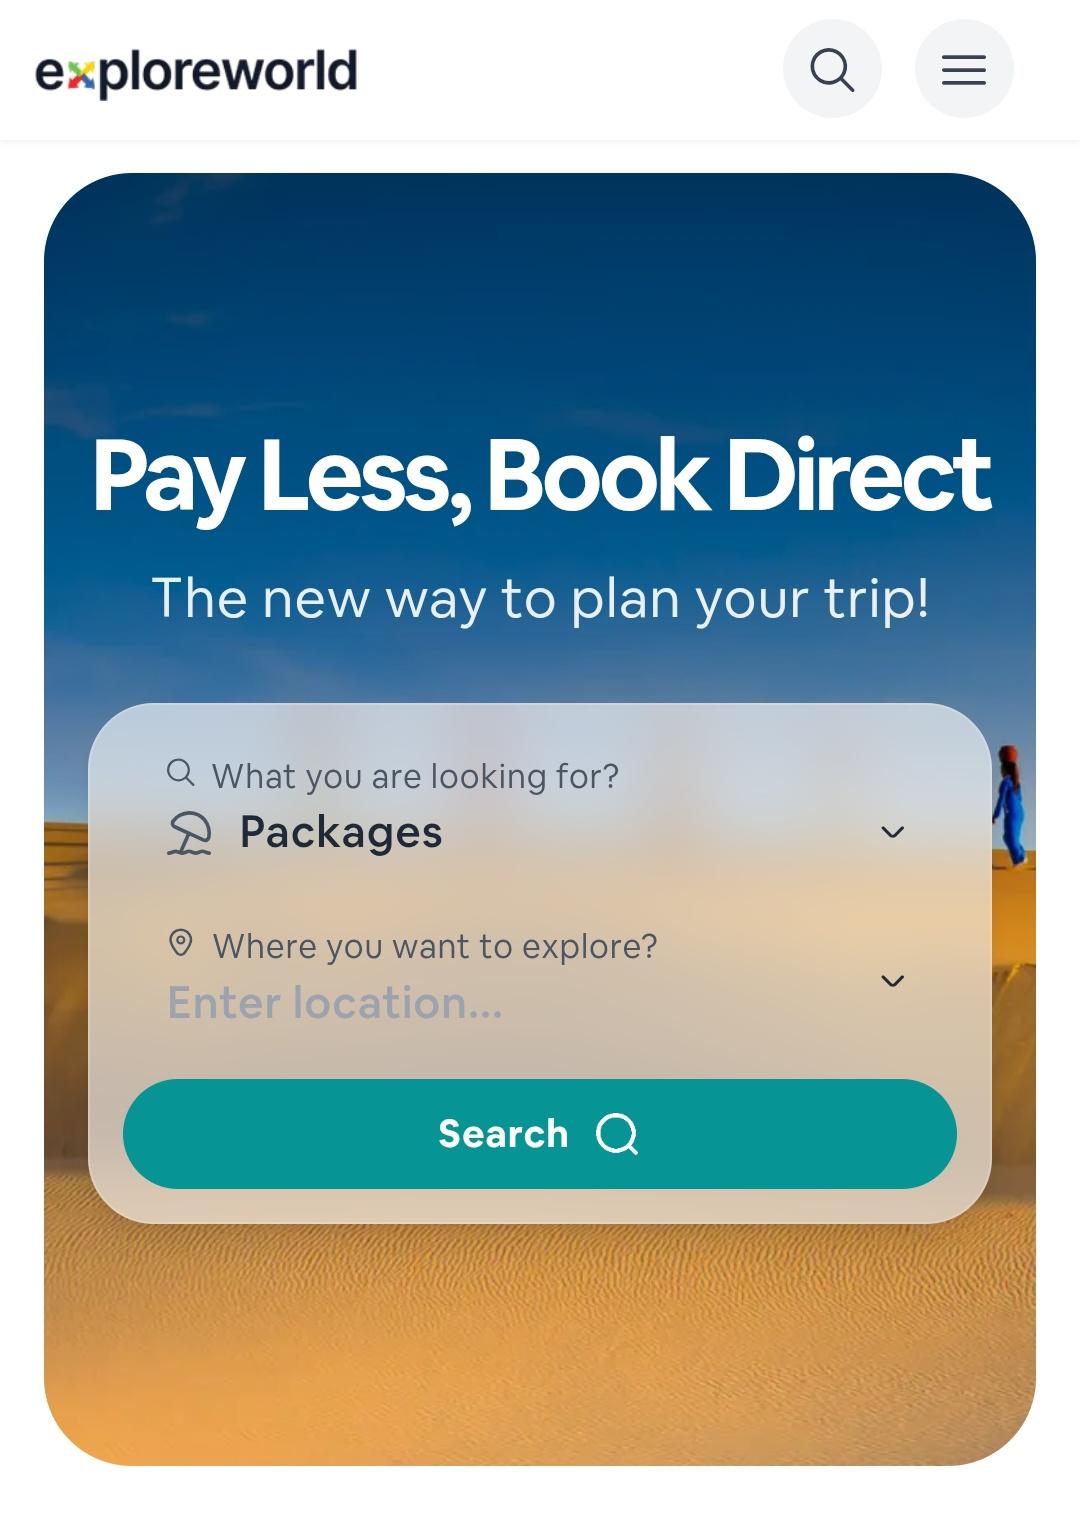 exploreworld
Pay Less, Book Direct
The new way to plan your trip!
What you are looking for?
Packages
Where you want to explore?
Enter location...
Search